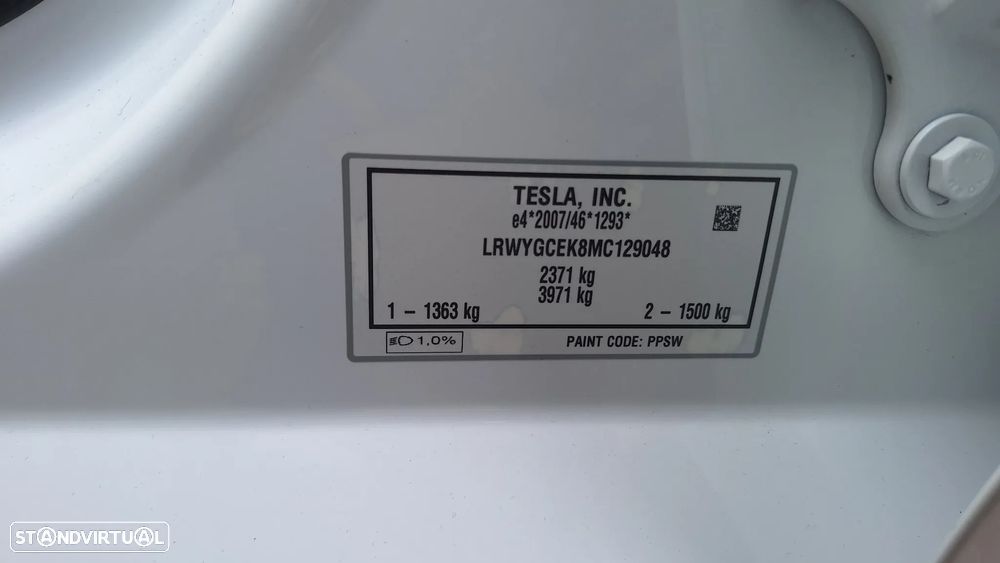 TESLA, INC.
e4*2007/46*1293*
LRWYGCEK8MC129048
2371 kg
3971 kg
1 – 1363 kg 2 – 1500 kg
1.0% PAINT CODE: PPSW
STANDVIRTUAL